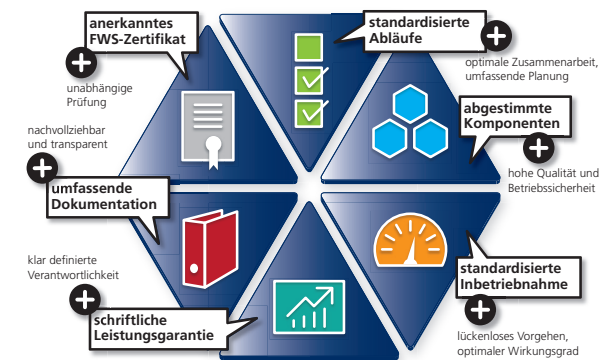 anerkanntes
FWS-Zertifikat
unabhängige
Prüfung
standardisierte
Abläufe
optimale Zusammenarbeit,
umfassende Planung
abgestimmte
Komponenten
hohe Qualität und
Betriebssicherheit
nachvollziehbar
und transparent
umfassende
Dokumentation
klar definierte
Verantwortlichkeit
schriftliche
Leistungsgarantie
standardisierte
Inbetriebnahme
lückenloses Vorgehen,
optimaler Wirkungsgrad